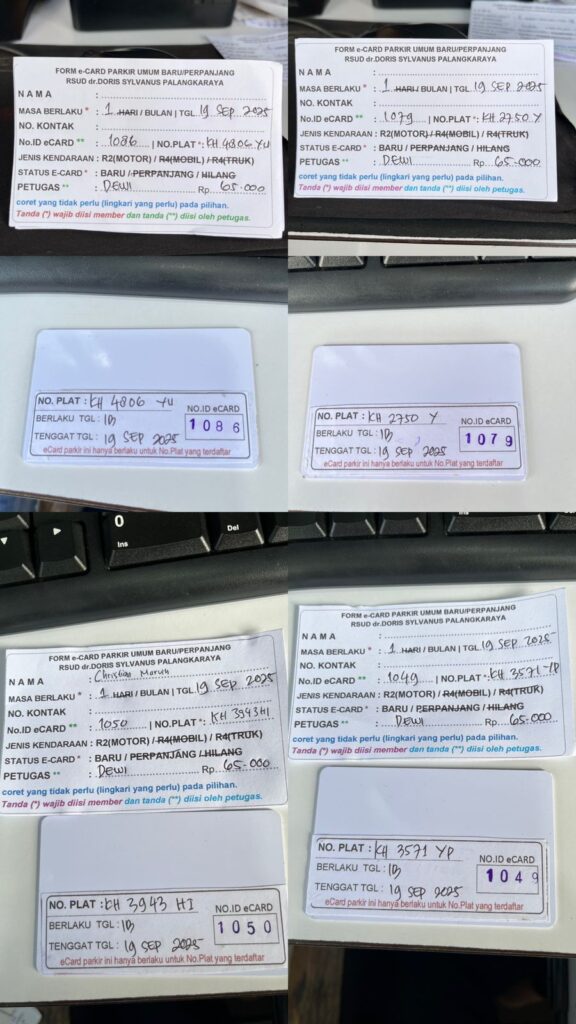 FORM e-CARD PARKIR UMUM BARU/PERPANJANG
RSUD dr.DORIS SYLVANUS PALANGKARAYA
N A M A :
MASA BERLAKU * : 1 HARI / BULAN | TGL. 19 SEP 2025
NO. KONTAK :
No.ID eCARD ** : 1086 | NO.PLAT *: KH 4806 YU
JENIS KENDARAAN : R2(MOTOR) / R4(MOBIL) / R4(TRUK)
STATUS E-CARD * : BARU / PERPANJANG / HILANG
PETUGAS ** : DEWI Rp. 65.000
coret yang tidak perlu (lingkari yang perlu) pada pilihan.
Tanda (*) wajib diisi member dan tanda (**) diisi oleh petugas.
FORM e-CARD PARKIR UMUM BARU/PERPANJANG
RSUD dr.DORIS SYLVANUS PALANGKARAYA
N A M A :
MASA BERLAKU * : 1 HARI / BULAN | TGL. 19 SEP 2025
NO. KONTAK :
No.ID eCARD ** : 1079 | NO.PLAT *: KH 2750 Y
JENIS KENDARAAN : R2(MOTOR) / R4(MOBIL) / R4(TRUK)
STATUS E-CARD * : BARU / PERPANJANG / HILANG
PETUGAS ** : DEWI Rp. 65.000
coret yang tidak perlu (lingkari yang perlu) pada pilihan.
Tanda (*) wajib diisi member dan tanda (**) diisi oleh petugas.
NO. PLAT : KH 4806 YU
NO.ID eCARD
BERLAKU TGL : 1B
1086
TENGGAT TGL : 19 SEP 2025
eCard parkir ini hanya berlaku untuk No.Plat yang terdaftar
NO. PLAT : KH 2750 Y
NO.ID eCARD
BERLAKU TGL : 1B
1079
TENGGAT TGL : 19 SEP 2025
eCard parkir ini hanya berlaku untuk No.Plat yang terdaftar
0
Ins
Del
FORM e-CARD PARKIR UMUM BARU/PERPANJANG
RSUD dr.DORIS SYLVANUS PALANGKARAYA
N A M A : Christian
MASA BERLAKU * : 1 HARI / BULAN | TGL. 19 SEP 2025
NO. KONTAK :
No.ID eCARD ** : 1050 | NO.PLAT *: KH 3943 HI
JENIS KENDARAAN : R2(MOTOR) / R4(MOBIL) / R4(TRUK)
STATUS E-CARD * : BARU / PERPANJANG / HILANG
PETUGAS ** : DEWI Rp. 65.000
coret yang tidak perlu (lingkari yang perlu) pada pilihan.
Tanda (*) wajib diisi member dan tanda (**) diisi oleh petugas.
NO. PLAT : KH 3943 HI
NO.ID eCARD
BERLAKU TGL : 1B
1050
TENGGAT TGL : 19 SEP 2025
eCard parkir ini hanya berlaku untuk No.Plat yang terdaftar
FORM e-CARD PARKIR UMUM BARU/PERPANJANG
RSUD dr.DORIS SYLVANUS PALANGKARAYA
N A M A :
MASA BERLAKU * : 1 HARI / BULAN | TGL. 19 SEP 2025
NO. KONTAK :
No.ID eCARD ** : 1049 | NO.PLAT *: KH 3571 YP
JENIS KENDARAAN : R2(MOTOR) / R4(MOBIL) / R4(TRUK)
STATUS E-CARD * : BARU / PERPANJANG / HILANG
PETUGAS ** : DEWI Rp. 65.000
coret yang tidak perlu (lingkari yang perlu) pada pilihan.
Tanda (*) wajib diisi member dan tanda (**) diisi oleh petugas.
NO. PLAT : KH 3571 YP
NO.ID eCARD
BERLAKU TGL : 1B
1049
TENGGAT TGL : 19 SEP 2025
eCard parkir ini hanya berlaku untuk No.Plat yang terdaftar